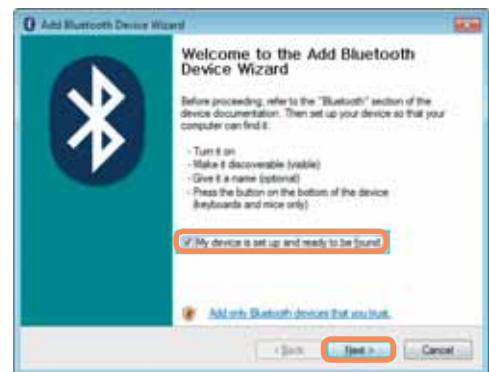 Add Bluetooth Device Wizard
Welcome to the Add Bluetooth
Device Wizard
Before proceeding, refer to the "Bluetooth" section of the
device documentation. Then set up your device so that your
computer can find it:
- Turn it on
- Make it discoverable (visible)
- Give it a name (optional)
- Press the button on the bottom of the device
(keyboards and mice only)
My device is set up and ready to be found.
Add only Bluetooth devices that you trust.
< Back
Next >
Cancel